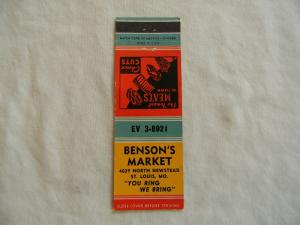 The Finest
MEATS
IN TOWN
Choice
CUTS
EV 3-8921
BENSON'S
MARKET
4029 NORTH NEWSTEAD
ST. LOUIS, MO.
"YOU RING
WE BRING"
CLOSE COVER BEFORE STRIKING